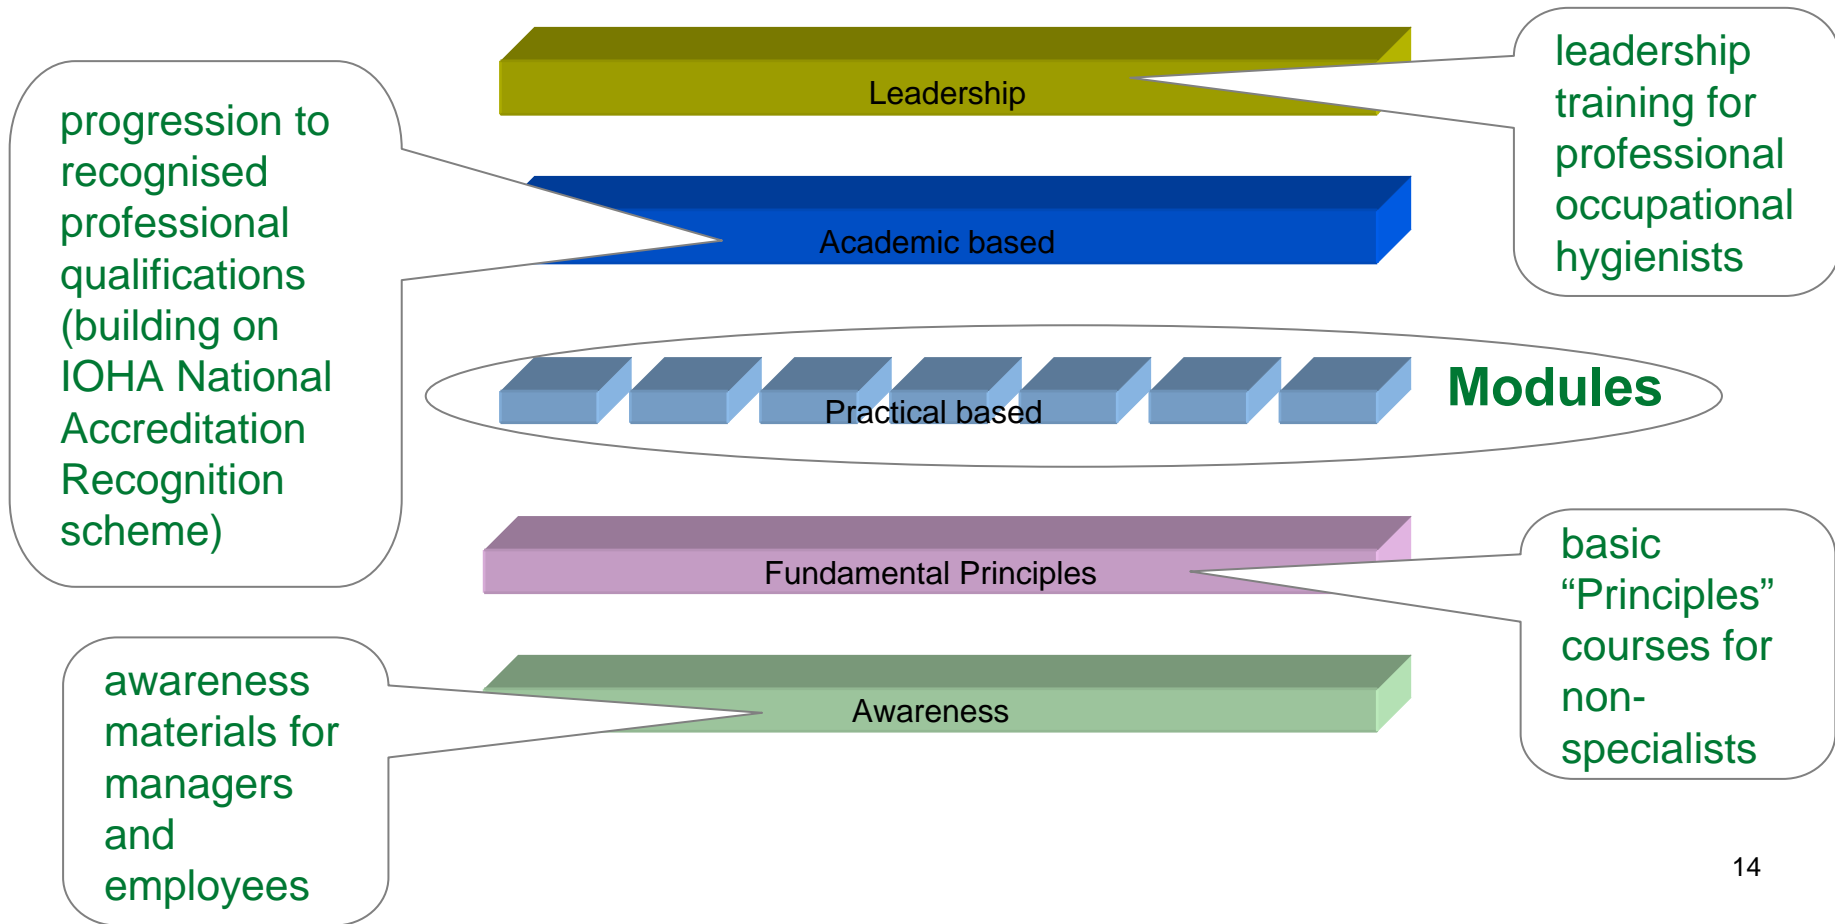 Leadership
leadership
training for
professional
occupational
hygienists
progression to
recognised
professional
qualifications
(building on
IOHA National
Accreditation
Recognition
scheme)
Academic based
Practical based
Modules
Fundamental Principles
basic
“Principles”
courses for
non-
specialists
awareness
materials for
managers
and
employees
Awareness
14